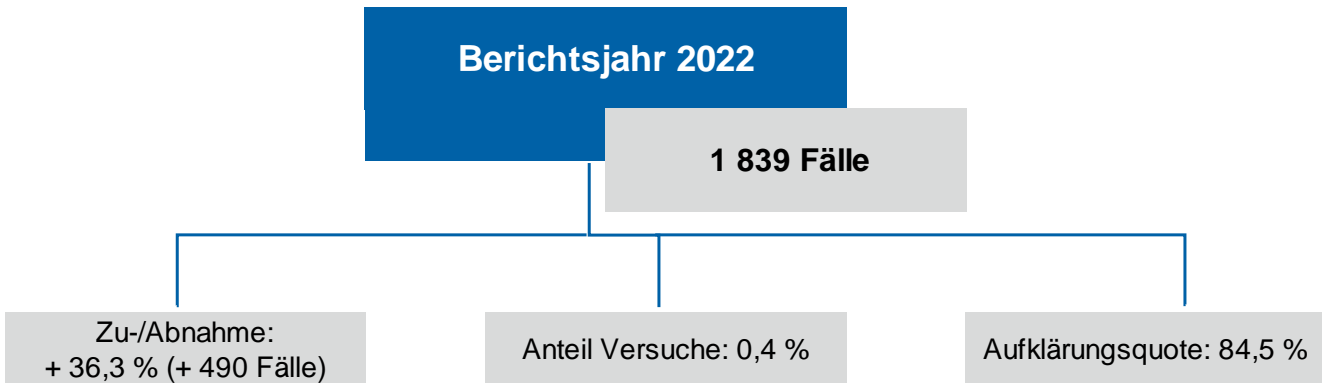 Berichtsjahr 2022
1 839 Fälle
Zu-/Abnahme:
+ 36,3 % (+ 490 Fälle)
Anteil Versuche: 0,4 %
Aufklärungsquote: 84,5 %